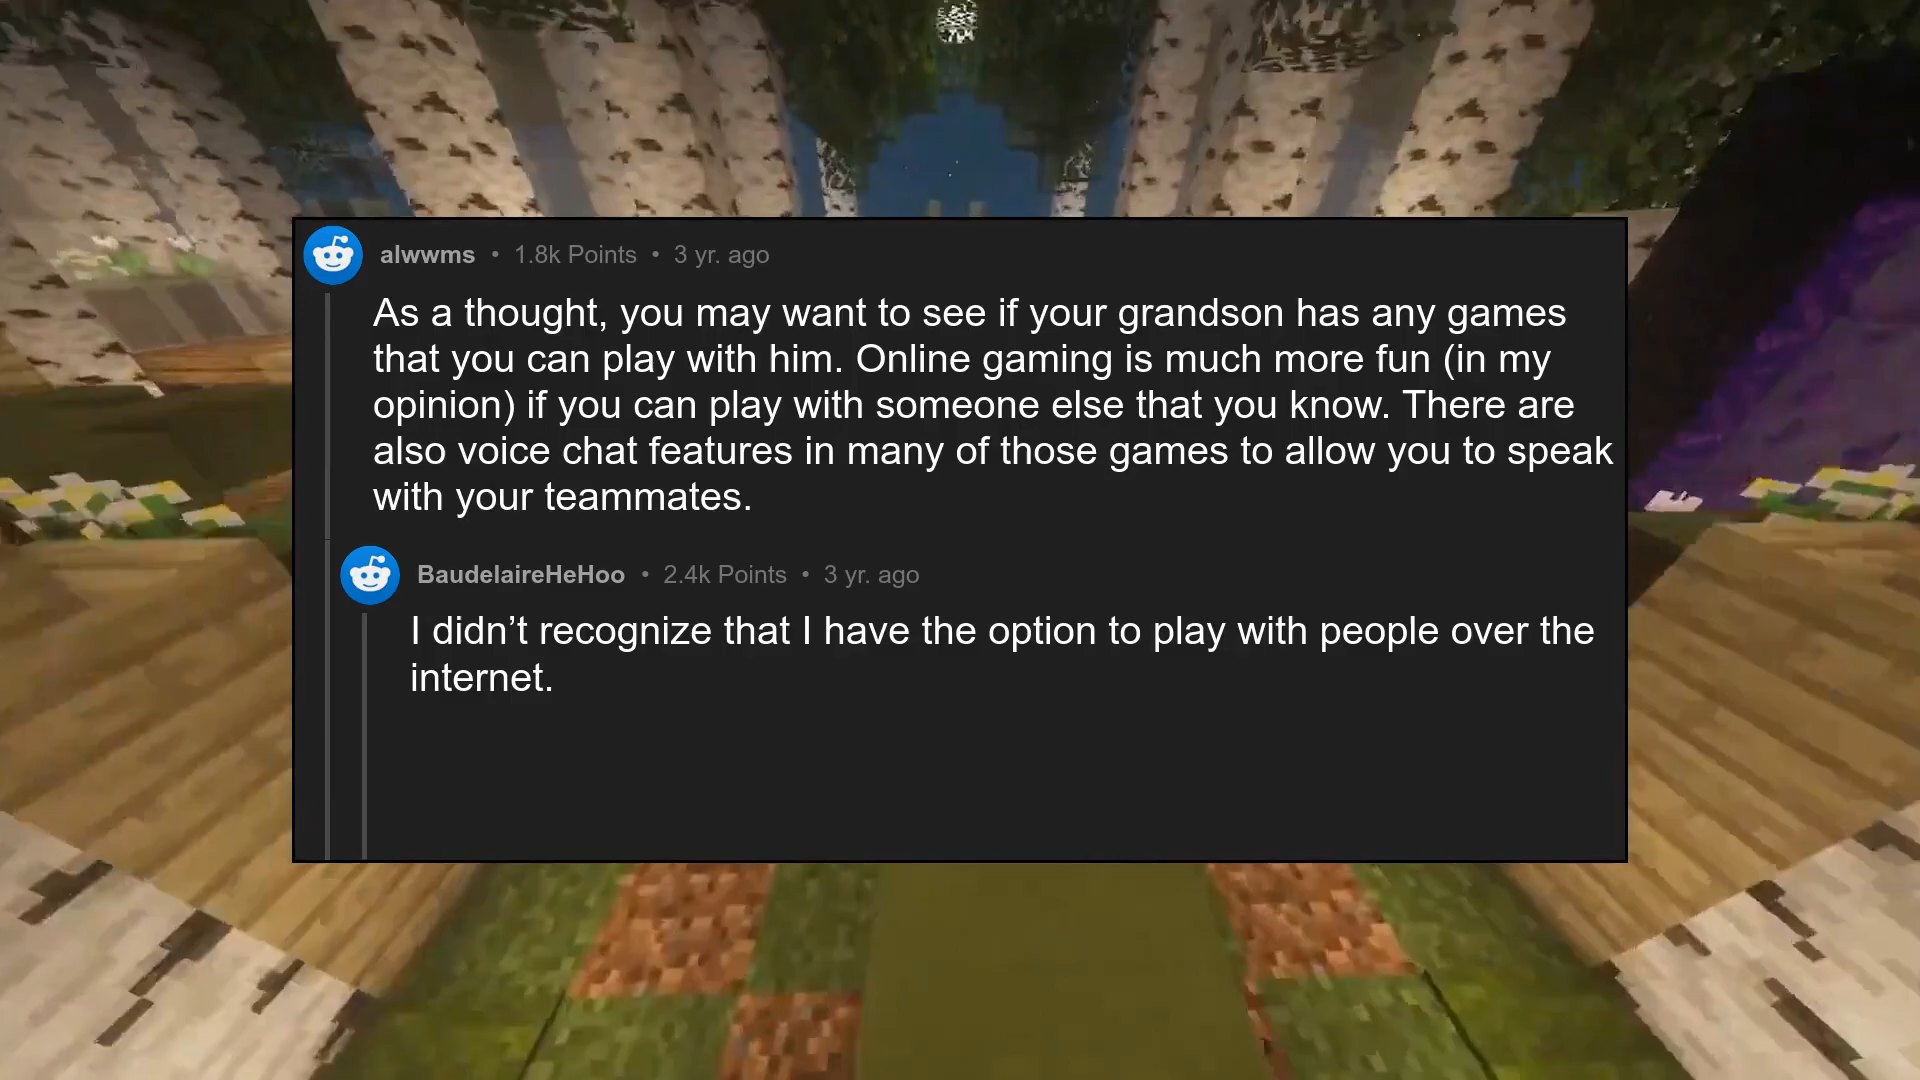 alwwms • 1.8k Points • 3 yr. ago
As a thought, you may want to see if your grandson has any games
that you can play with him. Online gaming is much more fun (in my
opinion) if you can play with someone else that you know. There are
also voice chat features in many of those games to allow you to speak
with your teammates.
BaudelaireHeHoo • 2.4k Points • 3 yr. ago
I didn’t recognize that I have the option to play with people over the
internet.